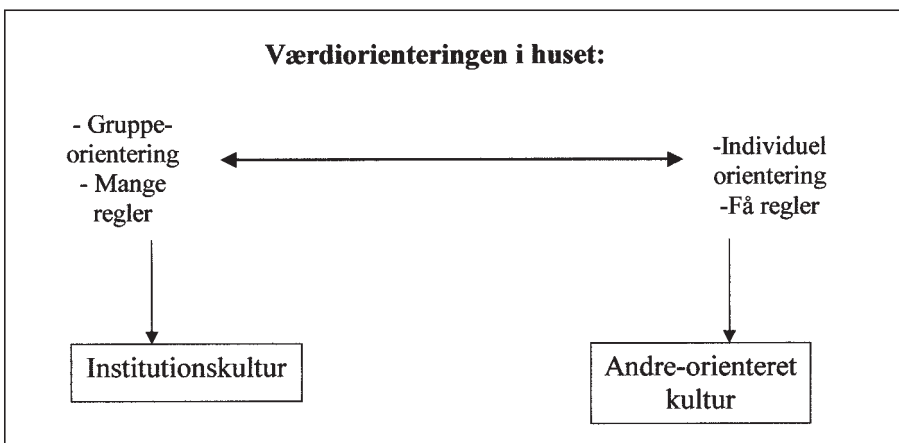 Værdiorienteringen i huset:
- Gruppe-
orientering
- Mange
regler
-Individuel
orientering
-Få regler
Institutionskultur
Andre-orienteret
kultur